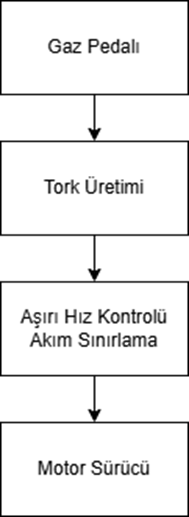 Gaz Pedalı
Tork Üretimi
Aşırı Hız Kontrolü
Akım Sınırlama
Motor Sürücü